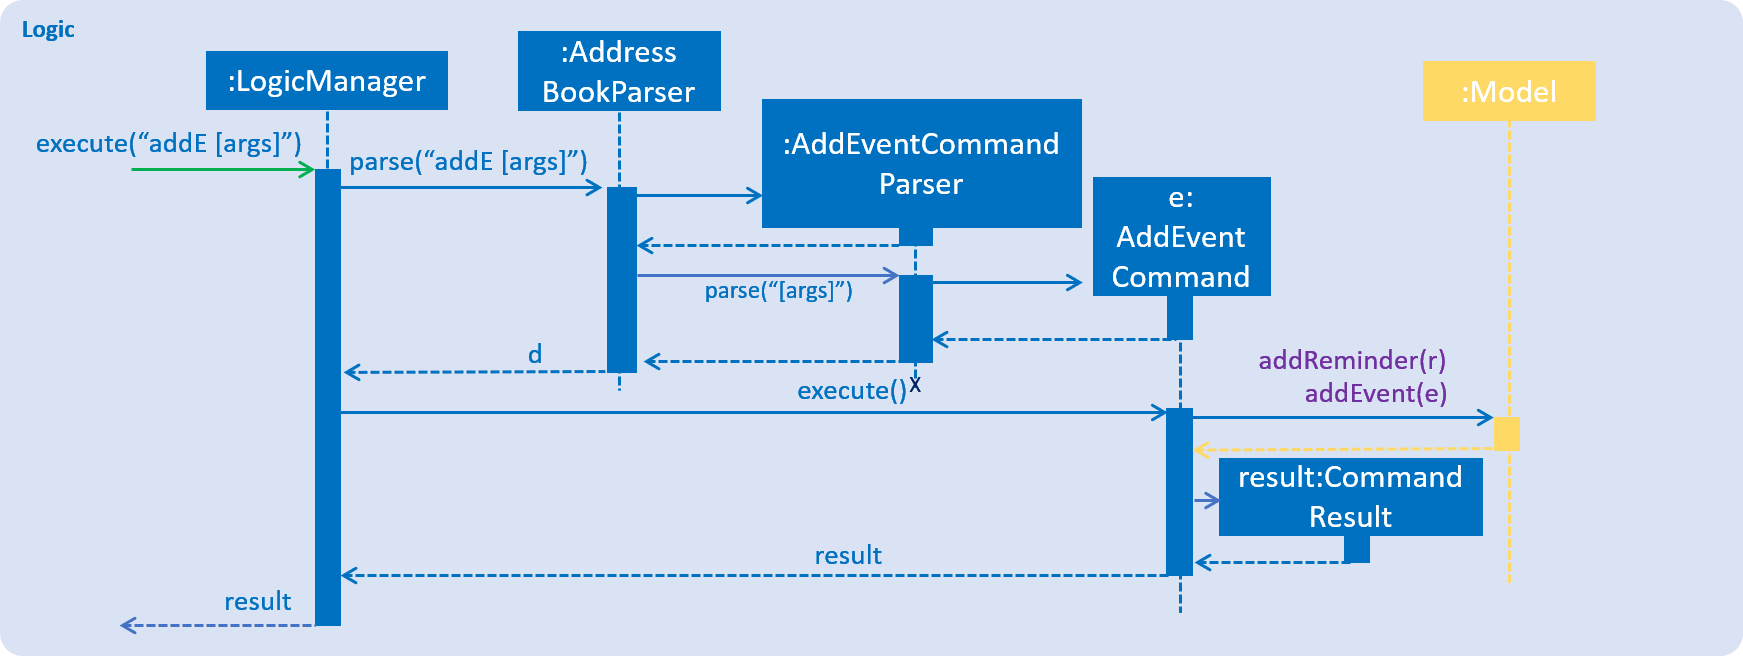 Logic
:LogicManager
:Address
BookParser
:AddEventCommand
Parser
e:
AddEvent
Command
:Model
execute(“addE [args]”)
parse(“addE [args]”)
parse(“[args]”)
d
X
execute()
addReminder(r)
addEvent(e)
result:Command
Result
result
result